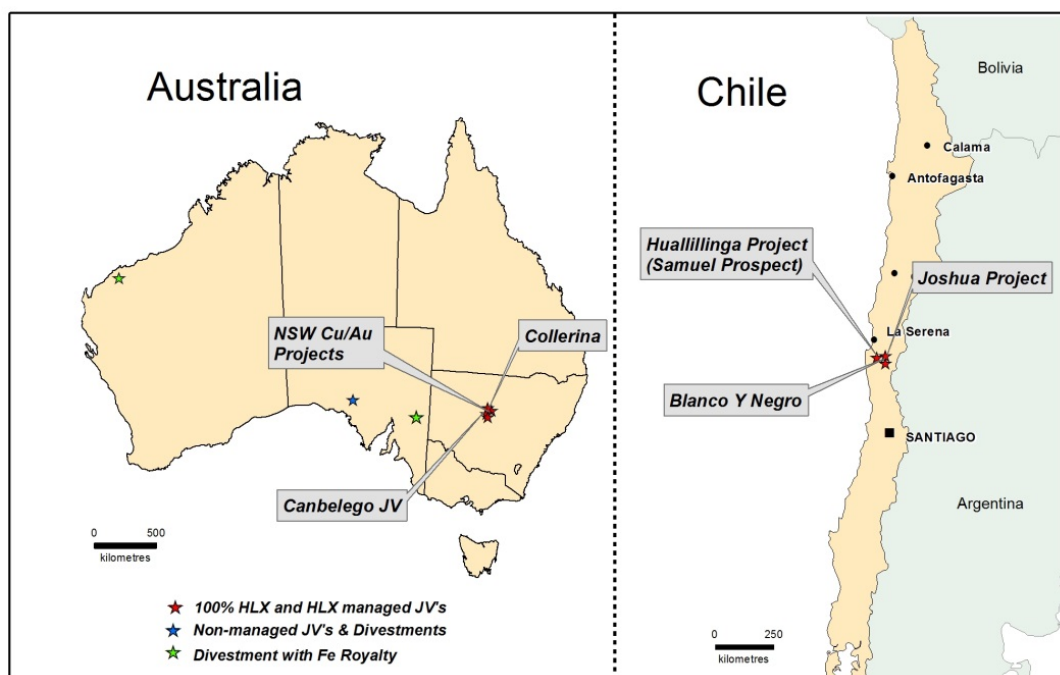 Australia
NSW Cu/Au
Projects
Collerina
Canbelego JV
0 500
kilometres
100% HLX and HLX managed JV's
Non-managed JV's & Divestments
Divestment with Fe Royalty
Chile
Bolivia
Calama
Antofagasta
Huallillinga Project
(Samuel Prospect)
Joshua Project
La Serena
Blanco Y Negro
SANTIAGO
Argentina
0 250
kilometres